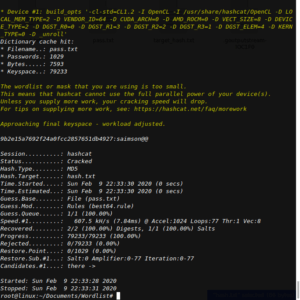 * Device #1: build_opts '-cl-std=CL1.2 -I OpenCL -I /usr/share/hashcat/OpenCL -D LO
CAL_MEM_TYPE=2 -D VENDOR_ID=64 -D CUDA_ARCH=0 -D AMD_ROCM=0 -D VECT_SIZE=8 -D DEVIC
E_TYPE=2 -D DGST_R0=0 -D DGST_R1=3 -D DGST_R2=2 -D DGST_R3=1 -D DGST_ELEM=4 -D KERN
_TYPE=0 -D _unroll'
Dictionary cache hit:
* Filename..: pass.txt
* Passwords.: 1029
* Bytes.....: 7593
* Keyspace..: 79233
The wordlist or mask that you are using is too small.
This means that hashcat cannot use the full parallel power of your device(s).
Unless you supply more work, your cracking speed will drop.
For tips on supplying more work, see: https://hashcat.net/faq/morework
Approaching final keyspace - workload adjusted.
:saimson@@
Session..........: hashcat
Status...........: Cracked
Hash.Type........: MD5
Hash.Target......: hash.txt
Time.Started.....: Sun Feb  9 22:33:30 2020 (0 secs)
Time.Estimated...: Sun Feb  9 22:33:30 2020 (0 secs)
Guess.Base.......: File (pass.txt)
Guess.Mod........: Rules (best64.rule)
Guess.Queue......: 1/1 (100.00%)
Speed.#1.........:   607.5 kH/s (7.84ms) @ Accel:1024 Loops:77 Thr:1 Vec:8
Recovered........: 2/2 (100.00%) Digests, 1/1 (100.00%) Salts
Progress.........: 79233/79233 (100.00%)
Rejected.........: 0/79233 (0.00%)
Restore.Point....: 0/1029 (0.00%)
Restore.Sub.#1...: Salt:0 Amplifier:0-77 Iteration:0-77
Candidates.#1....: there ->
Started: Sun Feb  9 22:33:28 2020
Stopped: Sun Feb  9 22:33:31 2020
root@linux:~/Documents/Wordlist#